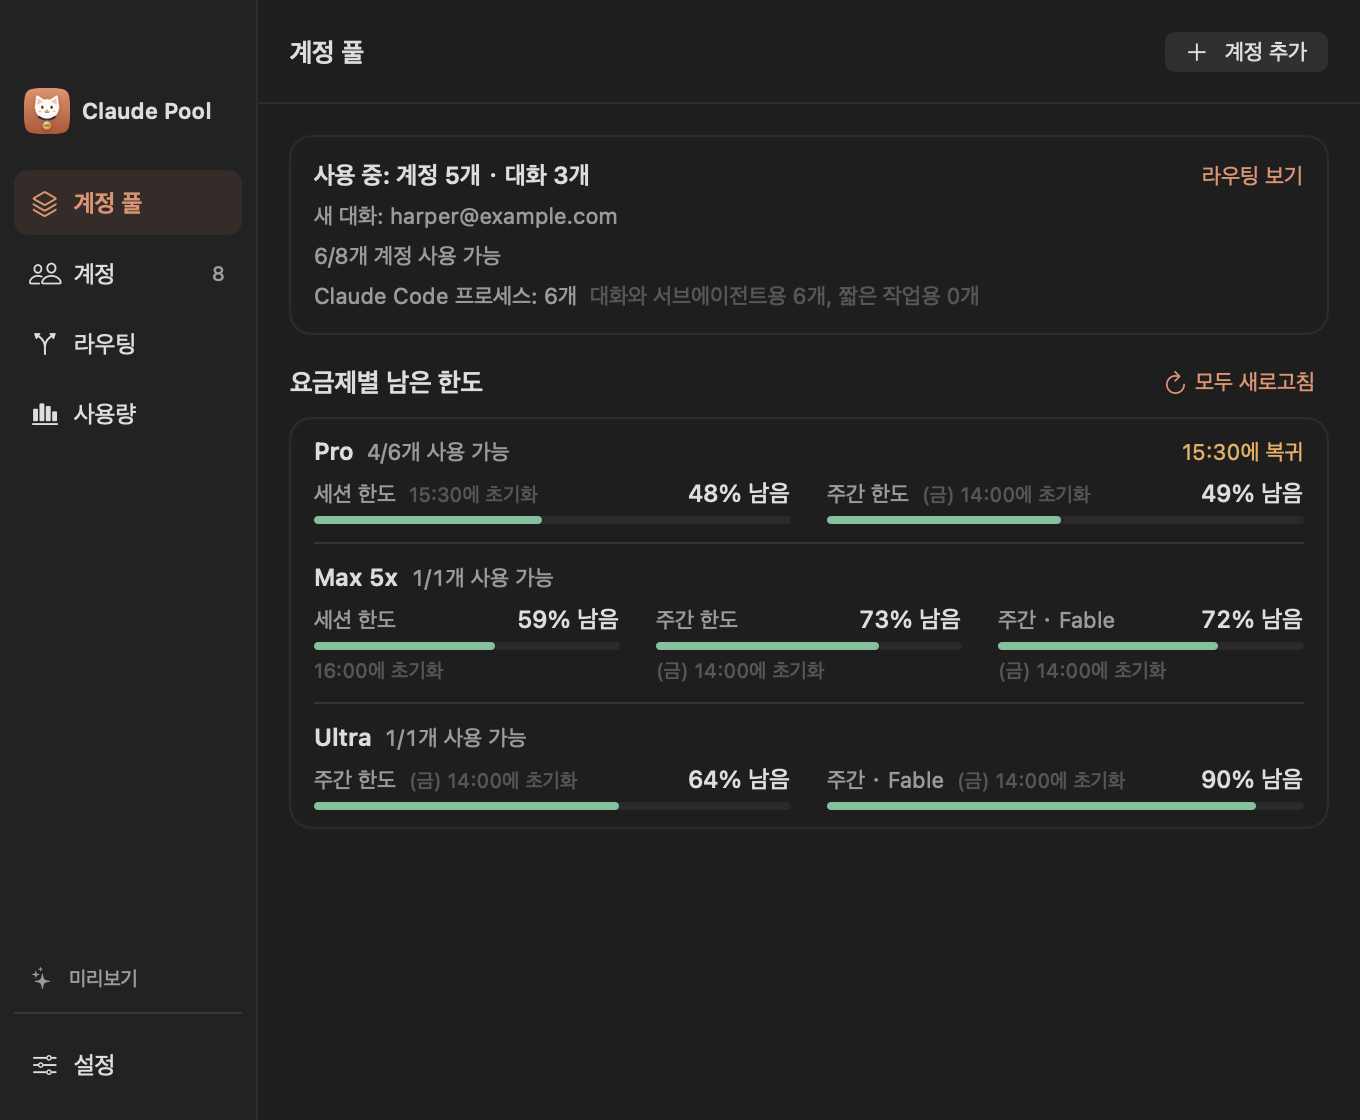 Claude Pool
계정 풀
계정 8
라우팅
사용량
미리보기
설정
계정 풀
계정 추가
사용 중: 계정 5개 · 대화 3개
라우팅 보기
새 대화: harper@example.com
6/8개 계정 사용 가능
Claude Code 프로세스: 6개 대화와 서브에이전트용 6개, 짧은 작업용 0개
요금제별 남은 한도
모두 새로고침
Pro 4/6개 사용 가능
15:30에 복귀
세션 한도 15:30에 초기화 48% 남음
주간 한도 (금) 14:00에 초기화 49% 남음
Max 5x 1/1개 사용 가능
세션 한도 59% 남음
16:00에 초기화
주간 한도 73% 남음
(금) 14:00에 초기화
주간 · Fable 72% 남음
(금) 14:00에 초기화
Ultra 1/1개 사용 가능
주간 한도 (금) 14:00에 초기화 64% 남음
주간 · Fable (금) 14:00에 초기화 90% 남음